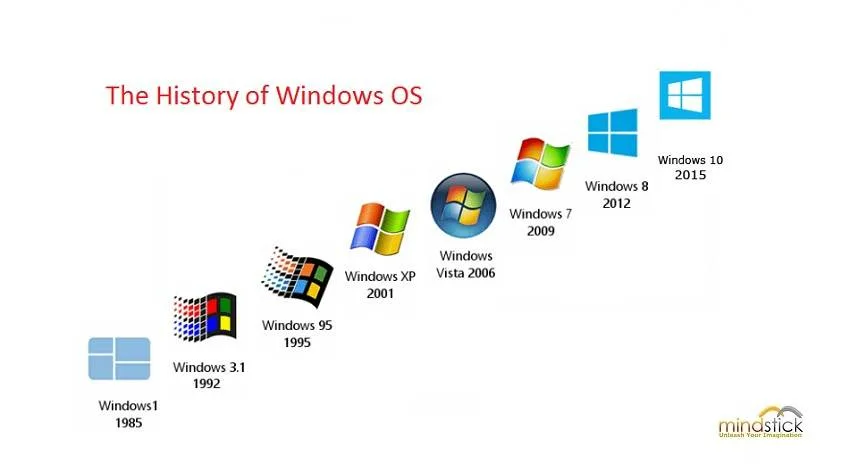 The History of Windows OS
Windows1
1985
Windows 3.1
1992
Windows 95
1995
Windows XP
2001
Windows
Vista 2006
Windows 7
2009
Windows 8
2012
Windows 10
2015
mindstick
Unleash Your Imagination